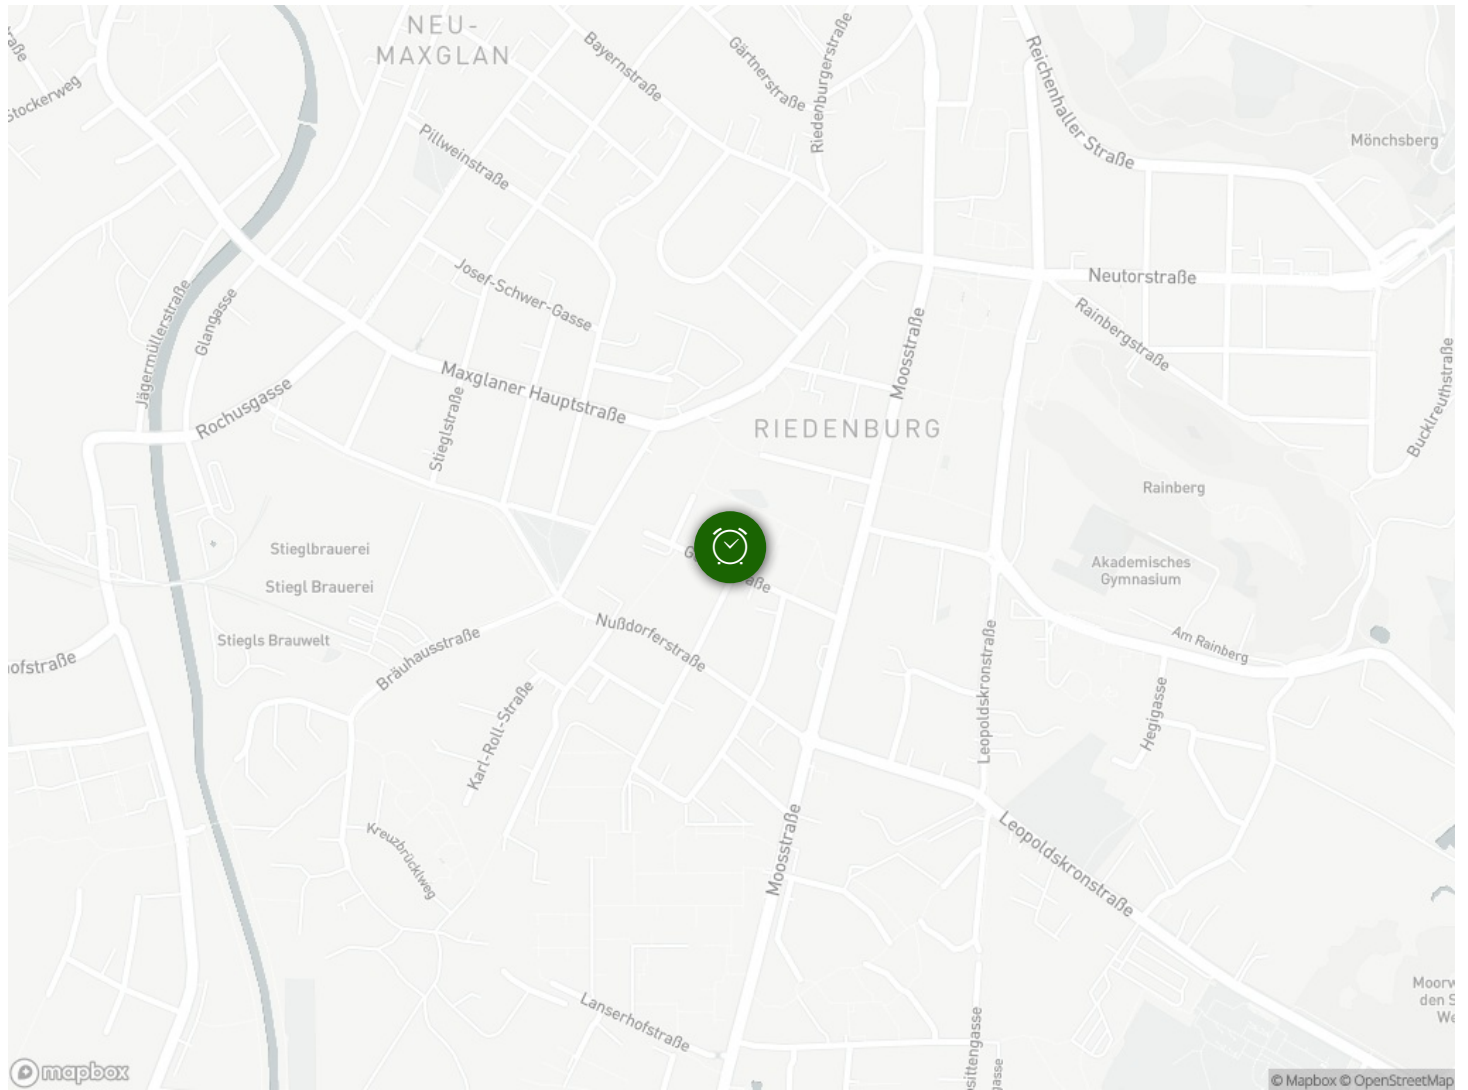 NEU-
MAXGLAN
Bayernstraße
Gärtnerstraße
Riedenburgerstraße
Reichenhaller Straße
Stockerweg
Pillweinstraße
Mönchsberg
Josef-Schwer-Gasse
Neutorstraße
Rainbergstraße
Jägermüllerstraße
Glangasse
Moosstraße
Maxglaner Hauptstraße
Rochusgasse
Stieglstraße
RIEDENBURG
Bucklreuthstraße
Rainberg
Stieglbrauerei
Stiegl Brauerei
Akademisches
Gymnasium
Stiegls Brauwelt
Nußdorferstraße
Bräuhausstraße
Am Rainberg
Leopoldskronstraße
Hegigasse
Karl-Roll-Straße
Kreuzbrücklweg
Moosstraße
Leopoldskronstraße
Lanserhofstraße
mapbox
© Mapbox © OpenStreetMap